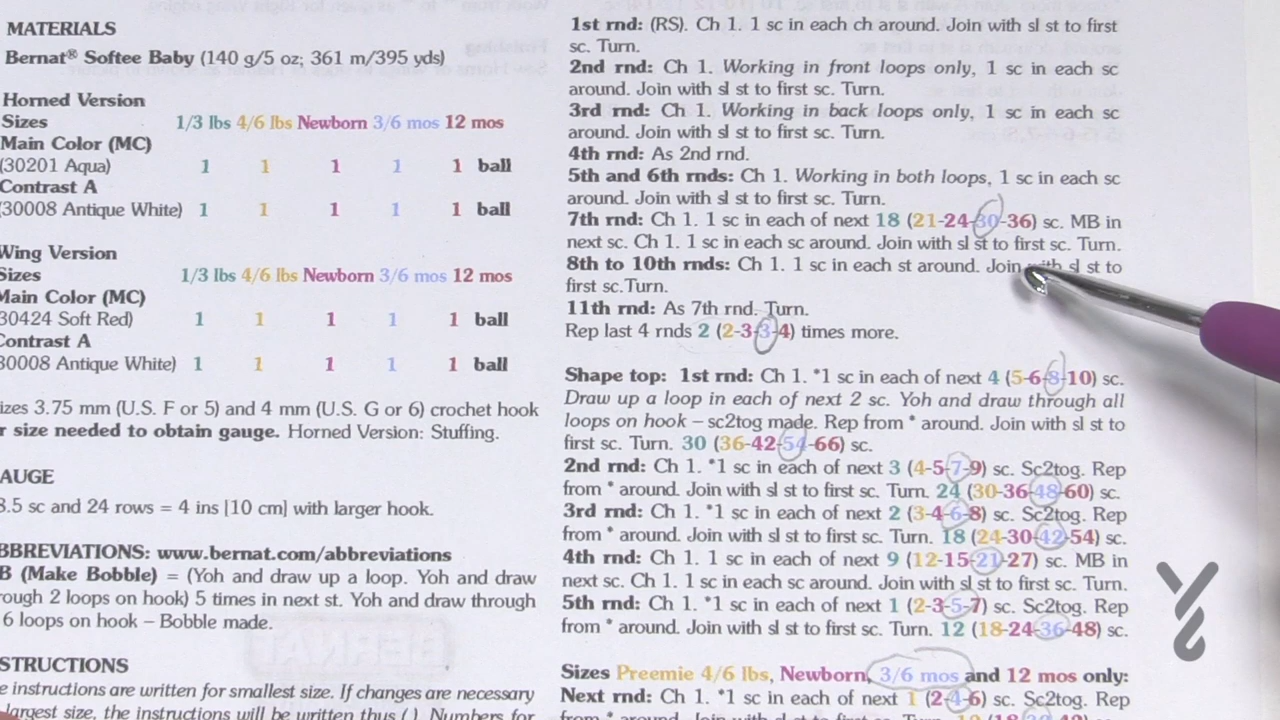 MATERIALS
Bernat® Softee Baby (140 g/5 oz; 361 m/395 yds)
Horned Version
Sizes 1/3 lbs 4/6 lbs Newborn 3/6 mos 12 mos
Main Color (MC)
(30201 Aqua) 1 1 1 1 1 ball
Contrast A
(30008 Antique White) 1 1 1 1 1 ball
Wing Version
Sizes 1/3 lbs 4/6 lbs Newborn 3/6 mos 12 mos
Main Color (MC)
30424 Soft Red) 1 1 1 1 1 ball
Contrast A
30008 Antique White) 1 1 1 1 1 ball
izes 3.75 mm (U.S. F or 5) and 4 mm (U.S. G or 6) crochet hook
r size needed to obtain gauge. Horned Version: Stuffing.
AUGE
8.5 sc and 24 rows = 4 ins [10 cm] with larger hook.
BBREVIATIONS: www.bernat.com/abbreviations
B (Make Bobble) = (Yoh and draw up a loop. Yoh and draw
rough 2 loops on hook) 5 times in next st. Yoh and draw through
6 loops on hook – Bobble made.
STRUCTIONS
e instructions are written for smallest size. If changes are necessary
largest size, the instructions will be written thus ( ). Numbers for
1st rnd: (RS). Ch 1. 1 sc in each ch around. Join with sl st to first
sc. Turn.
2nd rnd: Ch 1. Working in front loops only, 1 sc in each sc
around. Join with sl st to first sc. Turn.
3rd rnd: Ch 1. Working in back loops only, 1 sc in each sc
around. Join with sl st to first sc. Turn.
4th rnd: As 2nd rnd.
5th and 6th rnds: Ch 1. Working in both loops, 1 sc in each sc
around. Join with sl st to first sc. Turn.
7th rnd: Ch 1. 1 sc in each of next 18 (21-24-30-36) sc. MB in
next sc. Ch 1. 1 sc in each sc around. Join with sl st to first sc. Turn.
8th to 10th rnds: Ch 1. 1 sc in each st around. Join with sl st to
first sc.Turn.
11th rnd: As 7th rnd. Turn.
Rep last 4 rnds 2 (2-3-3-4) times more.
Shape top: 1st rnd: Ch 1. *1 sc in each of next 4 (5-6-8-10) sc.
Draw up a loop in each of next 2 sc. Yoh and draw through all
loops on hook – sc2tog made. Rep from * around. Join with sl st to
first sc. Turn. 30 (36-42-54-66) sc.
2nd rnd: Ch 1. *1 sc in each of next 3 (4-5-7-9) sc. Sc2tog. Rep
from * around. Join with sl st to first sc. Turn. 24 (30-36-48-60) sc.
3rd rnd: Ch 1. *1 sc in each of next 2 (3-4-6-8) sc. Sc2tog. Rep
from * around. Join with sl st to first sc. Turn. 18 (24-30-42-54) sc.
4th rnd: Ch 1. 1 sc in each of next 9 (12-15-21-27) sc. MB in
next sc. Ch 1. 1 sc in each sc around. Join with sl st to first sc. Turn.
5th rnd: Ch 1. *1 sc in each of next 1 (2-3-5-7) sc. Sc2tog. Rep
from * around. Join with sl st to first sc. Turn. 12 (18-24-36-48) sc.
Sizes Preemie 4/6 lbs, Newborn, 3/6 mos and 12 mos only:
Next rnd: Ch 1. *1 sc in each of next 1 (2-4-6) sc. Sc2tog. Rep